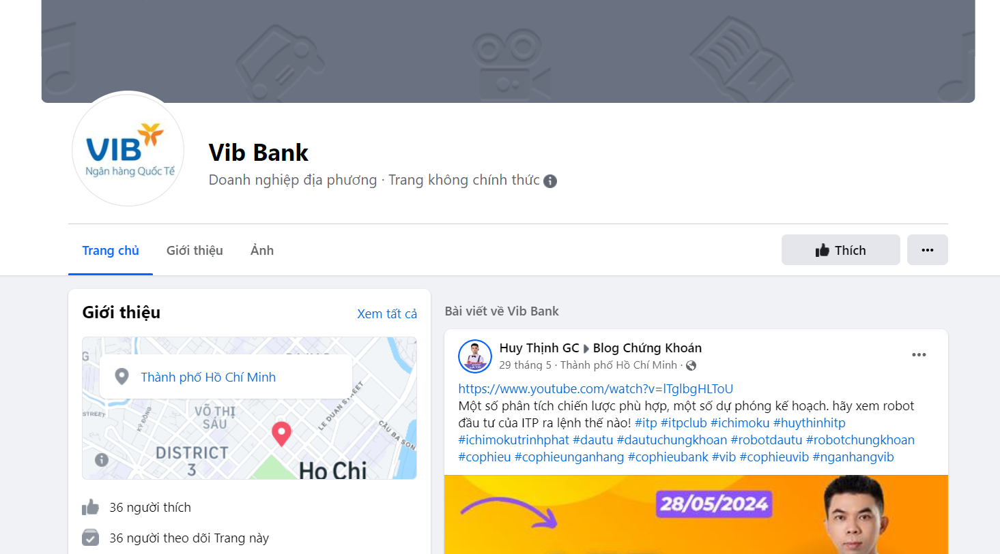 VIB
Ngân hàng Quốc Tế
Vib Bank
Doanh nghiệp địa phương · Trang không chính thức
Trang chủ
Giới thiệu
Ảnh
Thích
Giới thiệu
Xem tất cả
Thành phố Hồ Chí Minh
STREET
KỲ ĐỒNG
VÕ THỊ
SÁU
LE DUAN STREET
CẦU BA SON
DISTRICT
3
Ho Chi
36 người thích
36 người theo dõi Trang này
Bài viết về Vib Bank
Huy Thịnh GC Blog Chứng Khoán
29 tháng 5 · Thành phố Hồ Chí Minh ·
https://www.youtube.com/watch?v=lTglbgHLToU
Một số phân tích chiến lược phù hợp, một số dự phóng kế hoạch. hãy xem robot
đầu tư của ITP ra lệnh thế nào! #itp #itpclub #ichimoku #huythinhitp
#ichimokutrinhphat #dautu #dautuchungkhoan #robotdautu #robotchungkhoan
#cophieu #cophieunganhang #cophieubank #vib #cophieuvib #nganhangvib
28/05/2024